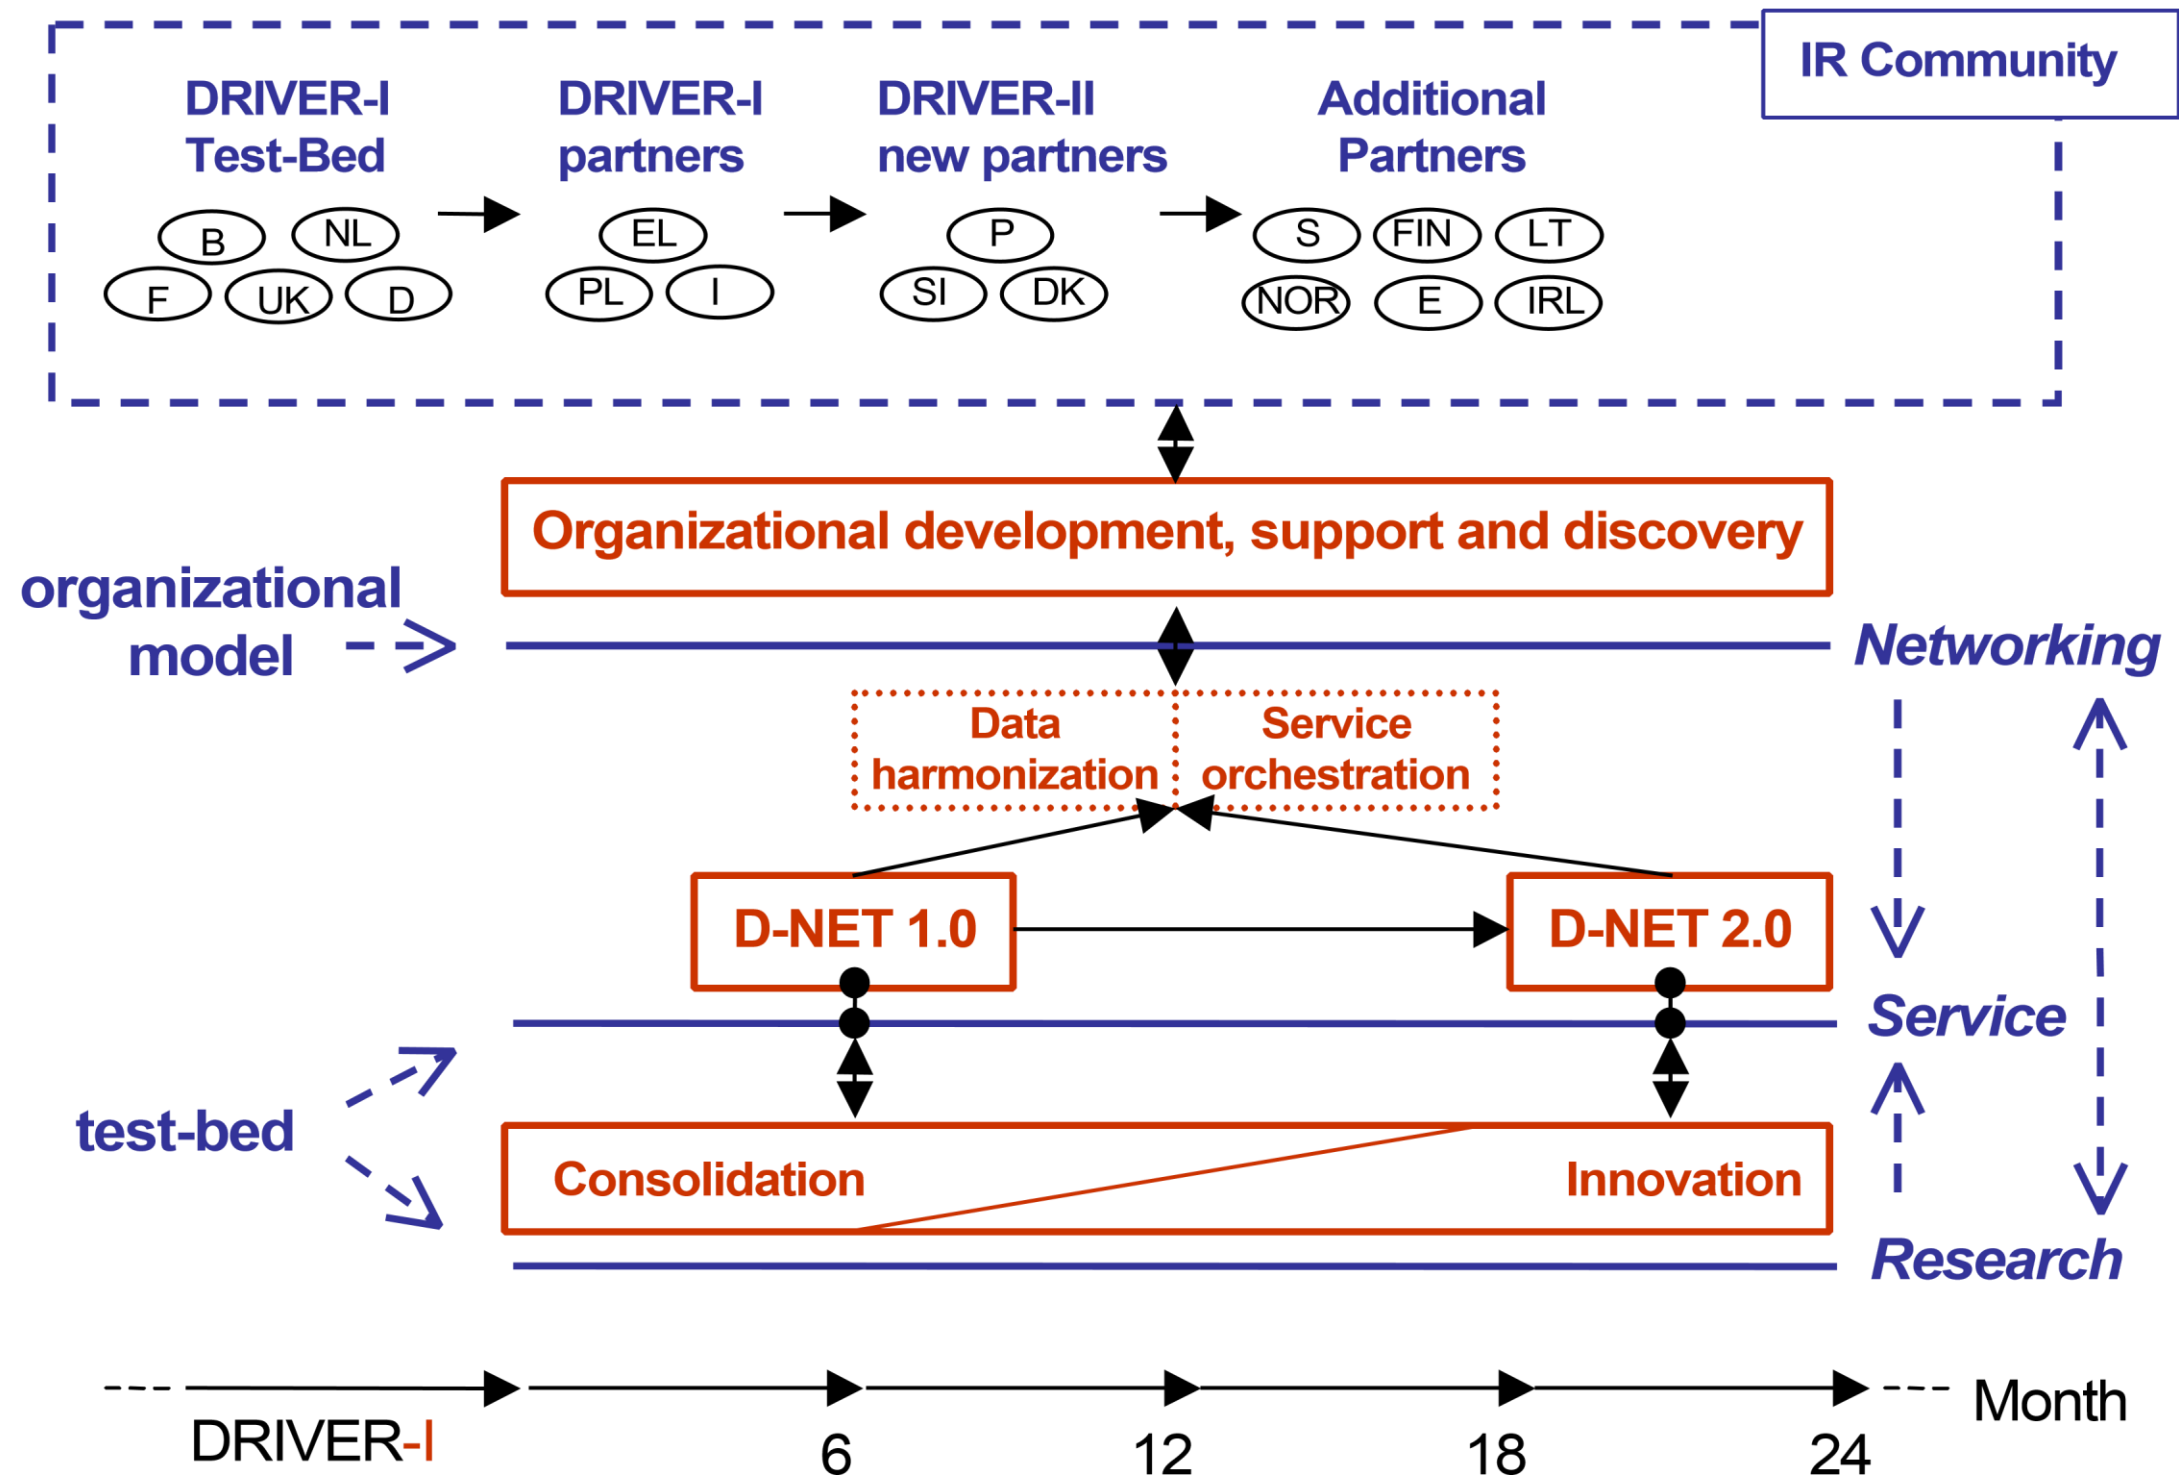 IR Community
DRIVER-I
Test-Bed
DRIVER-I
partners
DRIVER-II
new partners
Additional
Partners
B
NL
F
UK
D
EL
PL
I
P
SI
DK
S
FIN
LT
NOR
E
IRL
Organizational development, support and discovery
organizational
model
Networking
Data
harmonization
Service
orchestration
D-NET 1.0
D-NET 2.0
Service
test-bed
Consolidation
Innovation
Research
DRIVER-I
6
12
18
24
Month